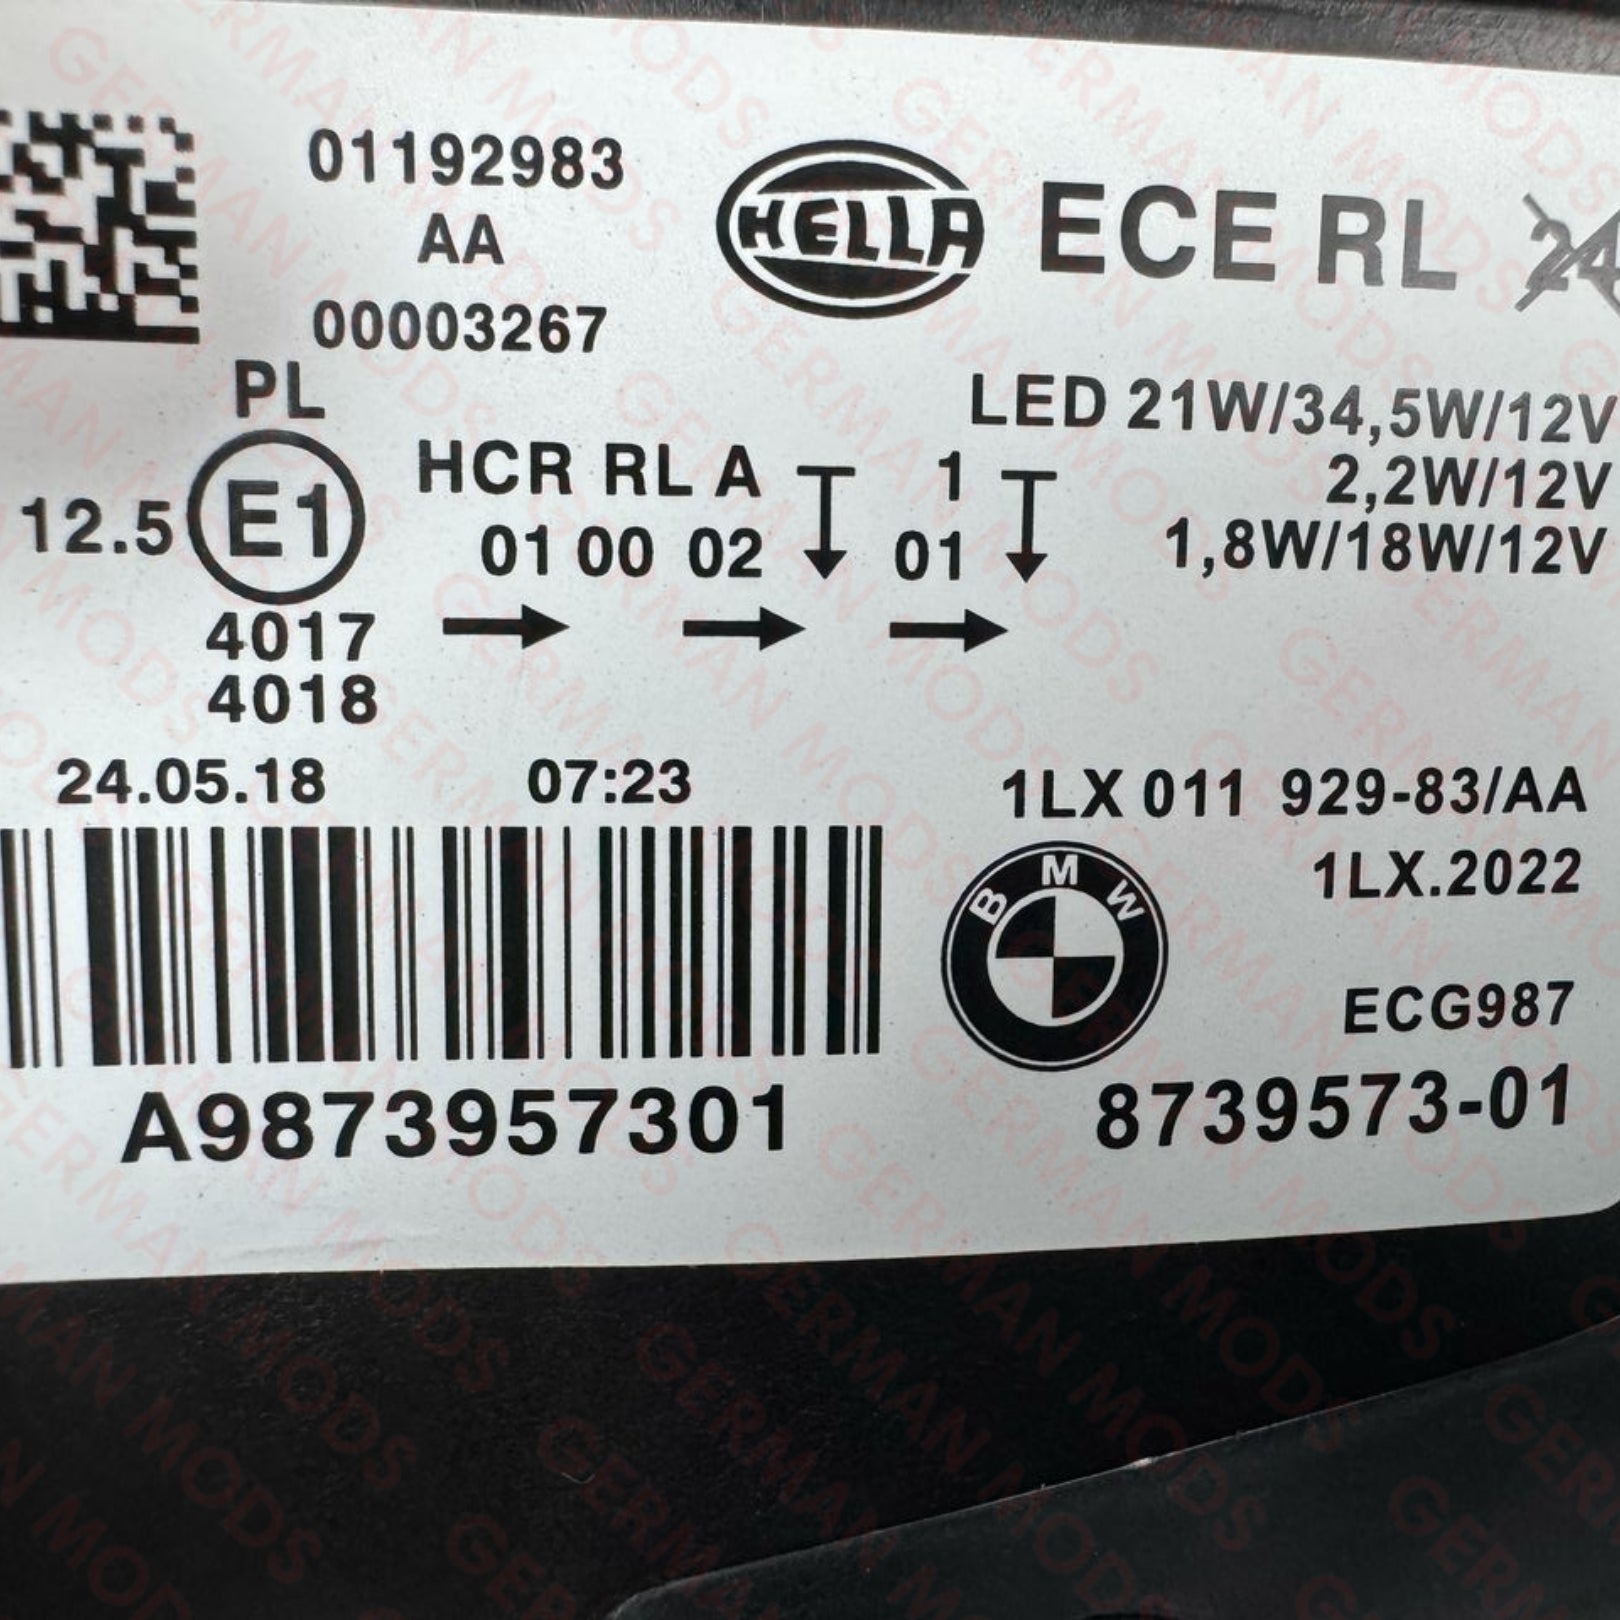 01192983
AA
00003267
HELLA ECE RL
PL
LED 21W/34,5W/12V
12.5 E1 HCR RL A 1 2,2W/12V
01 00 02 01 1,8W/18W/12V
4017
4018
24.05.18 07:23
1LX 011 929-83/AA
1LX.2022
BMW
ECG987
A9873957301
8739573-01
GERMAN MODS